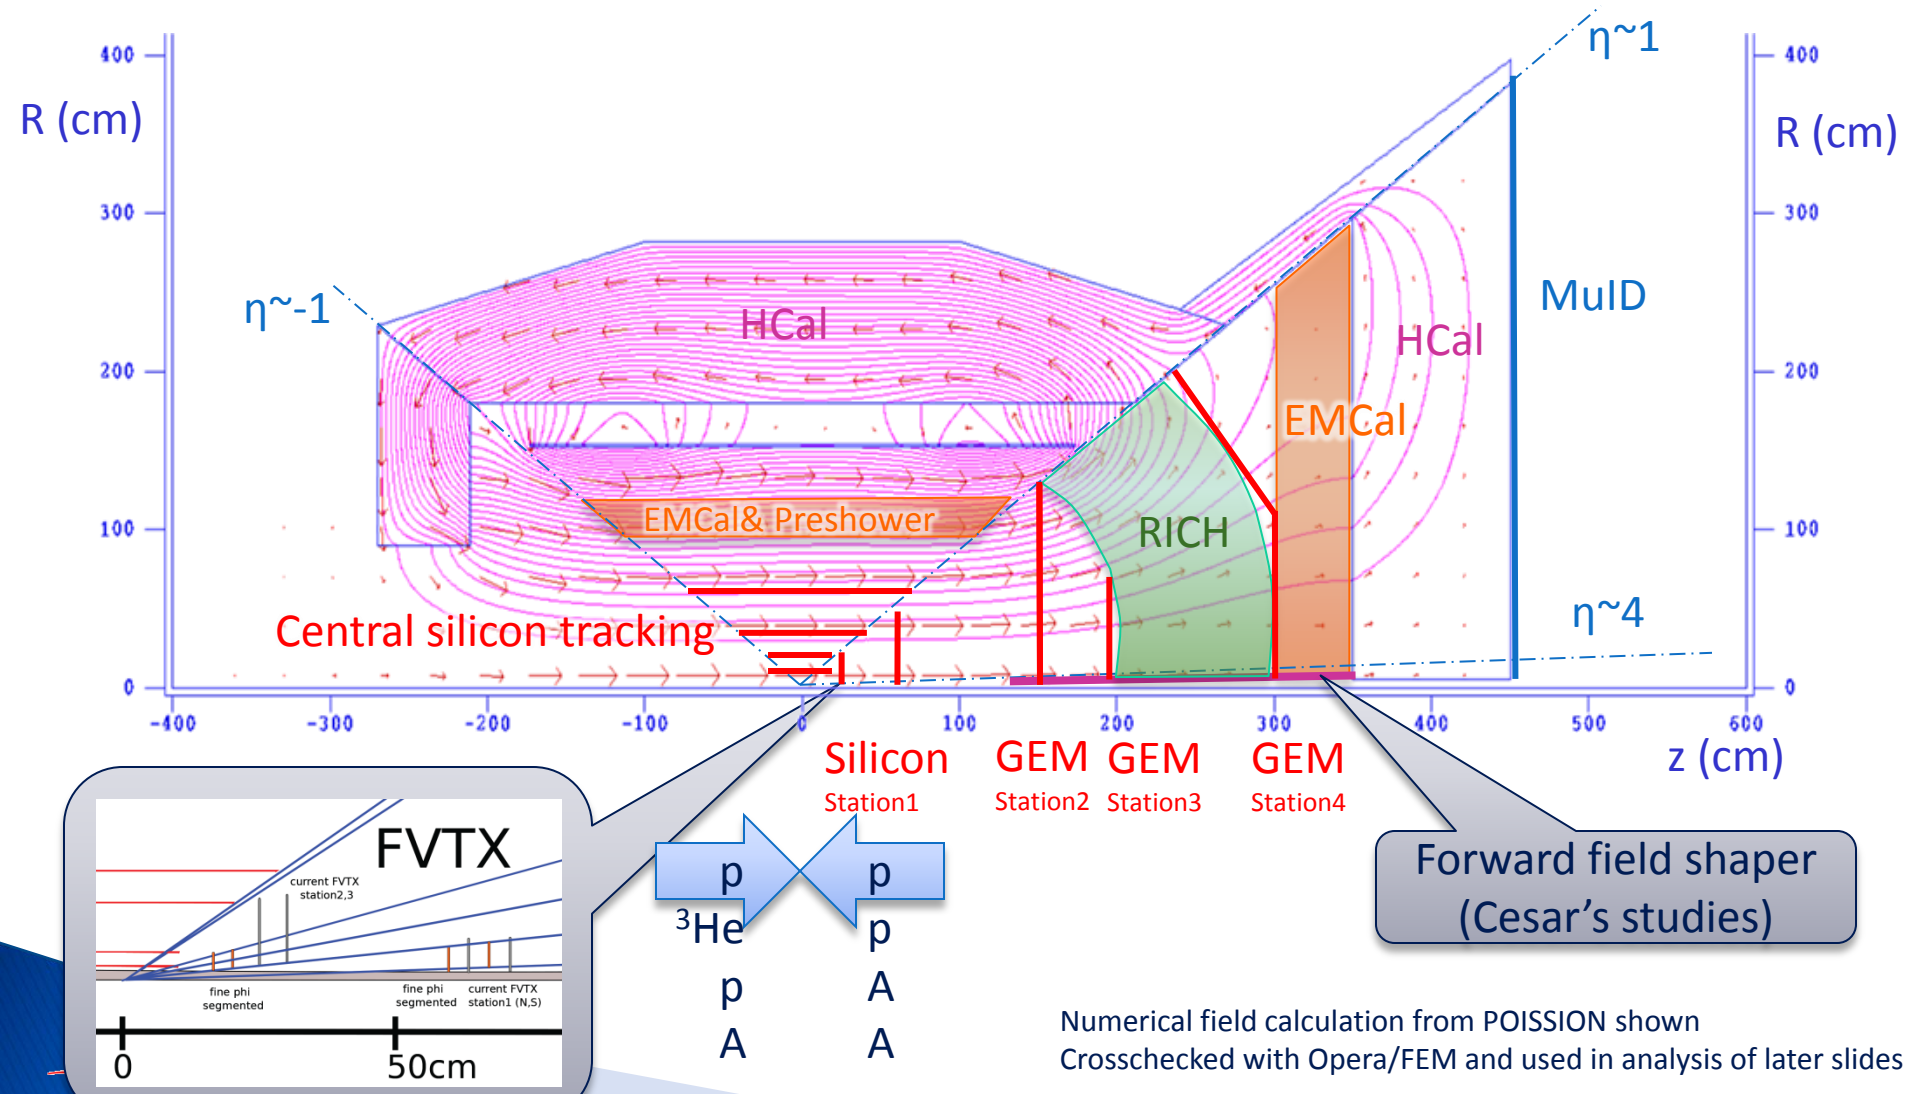 η~1
400
400
R (cm)
R (cm)
300
300
η~-1
MuID
HCal
HCal
200
200
EMCal
EMCal& Preshower
RICH
100
100
η~4
Central silicon tracking
0
0
-400
-300
-200
-100
0
100
200
300
400
500
600
z (cm)
Silicon
Station1
GEM
Station2
GEM
Station3
GEM
Station4
FVTX
current FVTX
station2,3
fine phi
segmented
fine phi
segmented
current FVTX
station1 (N,S)
0
50cm
p p
³He p
p A
A A
Forward field shaper
(Cesar's studies)
Numerical field calculation from POISSION shown
Crosschecked with Opera/FEM and used in analysis of later slides